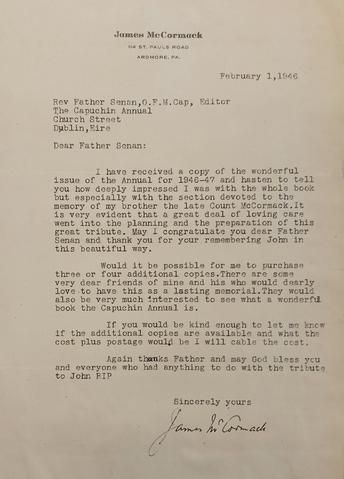 James McCormack
114 ST. PAULS ROAD
ARDMORE, PA.
February 1,1946
Rev Father Senan,O.F.M.Cap, Editor
The Capuchin Annual
Church Street
Dublin,Eire
Dear Father Senan:
I have received a copy of the wonderful
issue of the Annual for 1946-47 and hasten to tell
you how deeply impressed I was with the whole book
but especially with the section devoted to the
memory of my brother the late Count McCormack.It
is very evident that a great deal of loving care
went into the planning and the preparation of this
great tribute. May I congratulate you dear Father
Senan and thank you for your remembering John in
this beautiful way.
Would it be possible for me to purchase
three or four additional copies.There are some
very dear friends of mine and his who would dearly
love to have this as a lasting memorial.They would
also be very much interested to see what a wonderful
book the Capuchin Annual is.
If you would be kind enough to let me know
if the additional copies are available and what the
cost plus postage would be I will cable the cost.
Again thanks Father and may God bless you
and everyone who had anything to do with the tribute
to John RIP
Sincerely yours
James McCormack